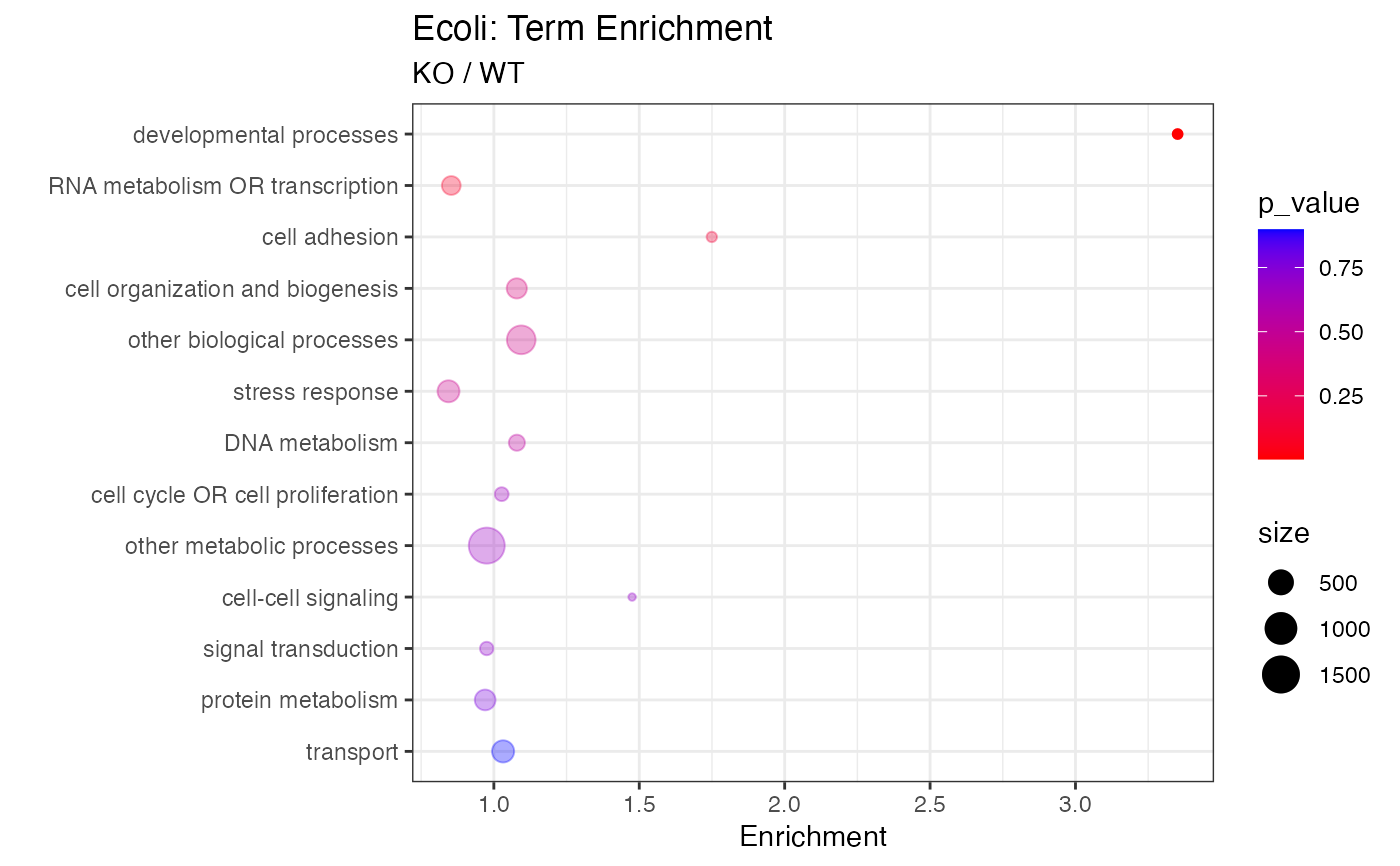 Ecoli: Term Enrichment
KO / WT
developmental processes
RNA metabolism OR transcription
cell adhesion
cell organization and biogenesis
other biological processes
stress response
DNA metabolism
cell cycle OR cell proliferation
other metabolic processes
cell-cell signaling
signal transduction
protein metabolism
transport
1.0 1.5 2.0 2.5 3.0
Enrichment
p_value
0.75
0.50
0.25
size
500
1000
1500